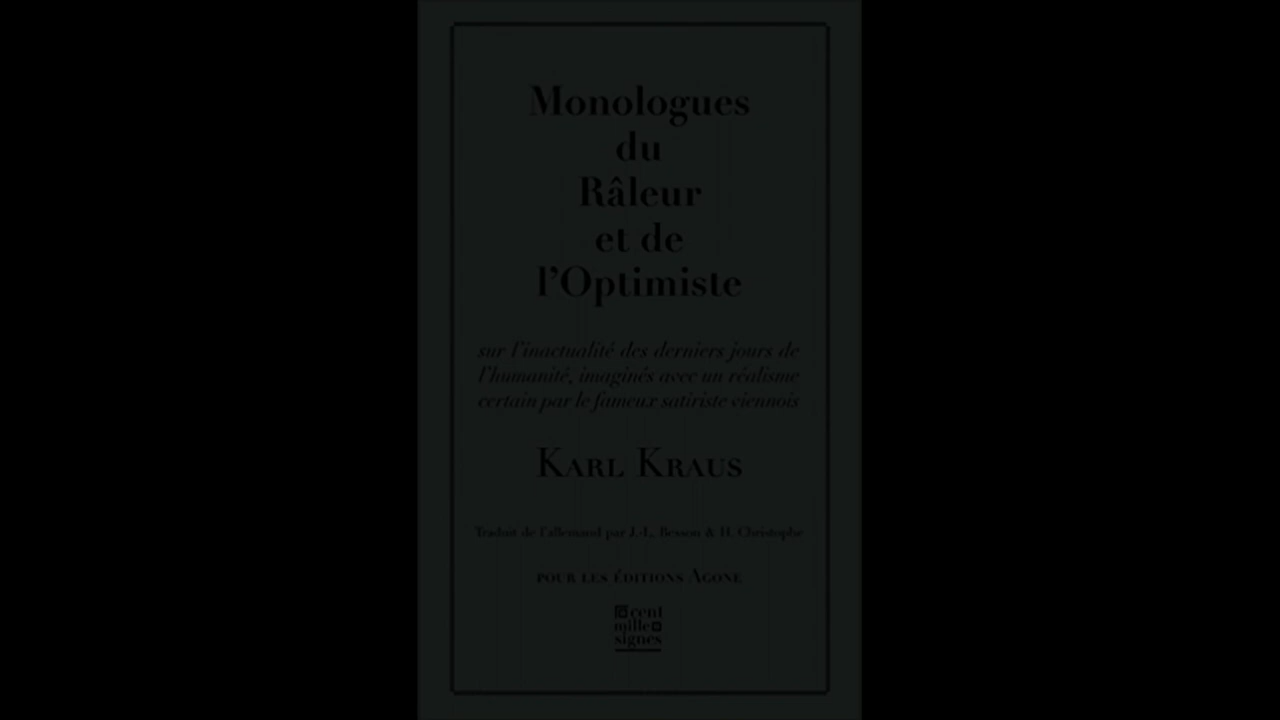 Monologues
du
Râleur
et de
l’Optimiste
sur l’inactualité des derniers jours de
l’humanité, imaginés avec un réalisme
certain par le fameux satiriste viennois
Karl Kraus
Traduit de l’allemand par J.-L. Besson & H. Christophe
pour les éditions Agone
cent
mille
signes